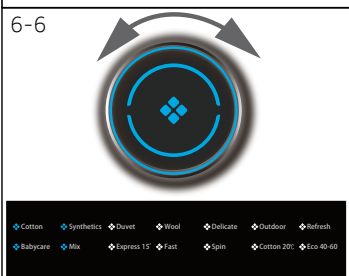 6-6
Cotton Synthetics Duvet Wool Delicate Outdoor Refresh
Babycare Mix Express 15' Fast Spin Cotton 20℃ Eco 40-60